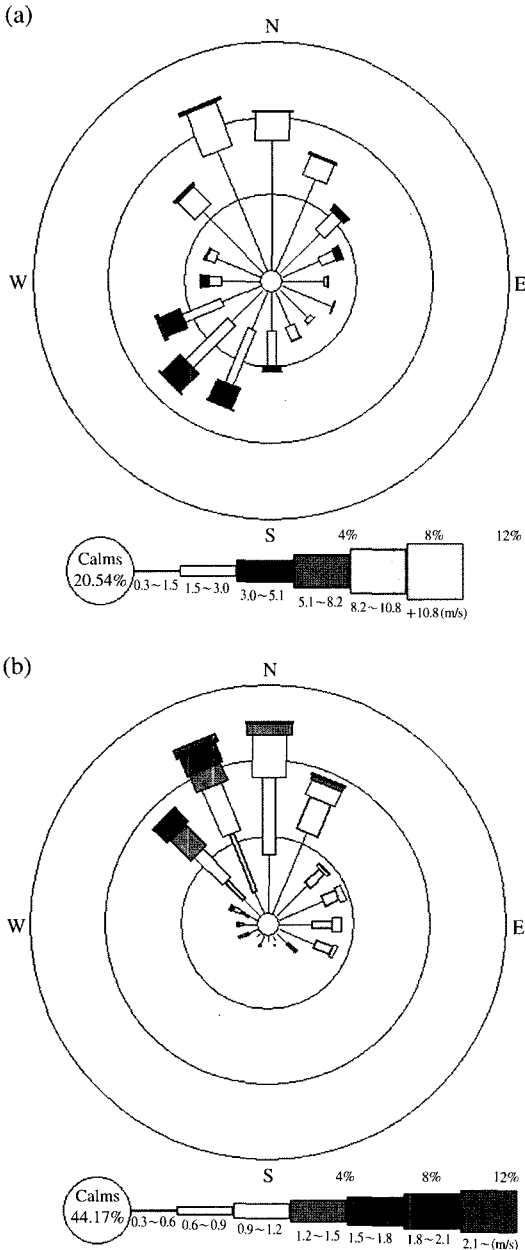 (a)
N
W E
S 4% 8% 12%
Calms
20.54%
0.3~1.5 1.5~3.0 3.0~5.1 5.1~8.2 8.2~10.8 +10.8(m/s)
(b)
N
W E
S 4% 8% 12%
Calms
44.17%
0.3~0.6 0.6~0.9 0.9~1.2 1.2~1.5 1.5~1.8 1.8~2.1 2.1~(m/s)